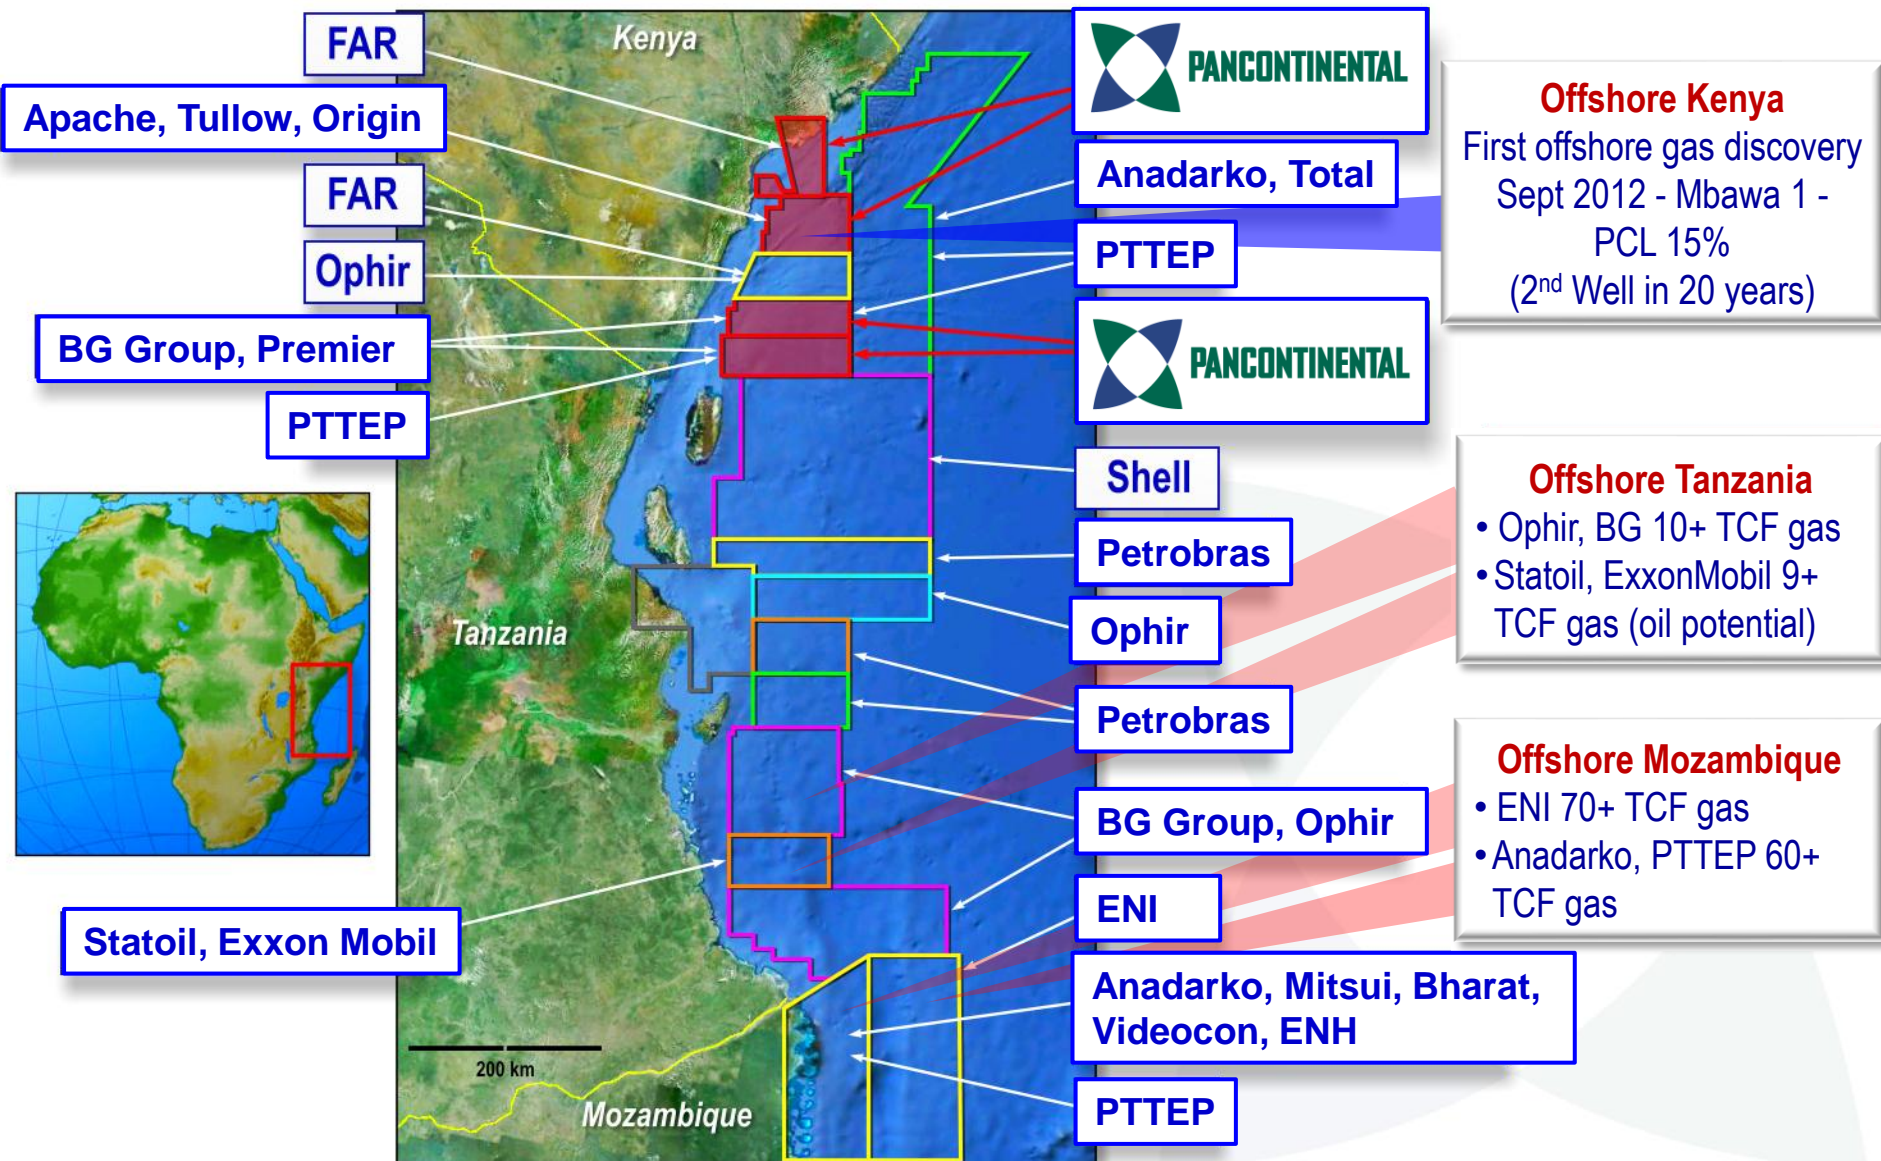 FAR
Apache, Tullow, Origin
FAR
Ophir
BG Group, Premier
PTTEP
Statoil, Exxon Mobil
Kenya
Tanzania
Mozambique
200 km
PANCONTINENTAL
Anadarko, Total
PTTEP
PANCONTINENTAL
Shell
Petrobras
Ophir
Petrobras
BG Group, Ophir
ENI
Anadarko, Mitsui, Bharat,
Videocon, ENH
PTTEP
Offshore Kenya
First offshore gas discovery
Sept 2012 - Mbawa 1 -
PCL 15%
(2nd Well in 20 years)
Offshore Tanzania
• Ophir, BG 10+ TCF gas
• Statoil, ExxonMobil 9+
TCF gas (oil potential)
Offshore Mozambique
• ENI 70+ TCF gas
• Anadarko, PTTEP 60+
TCF gas